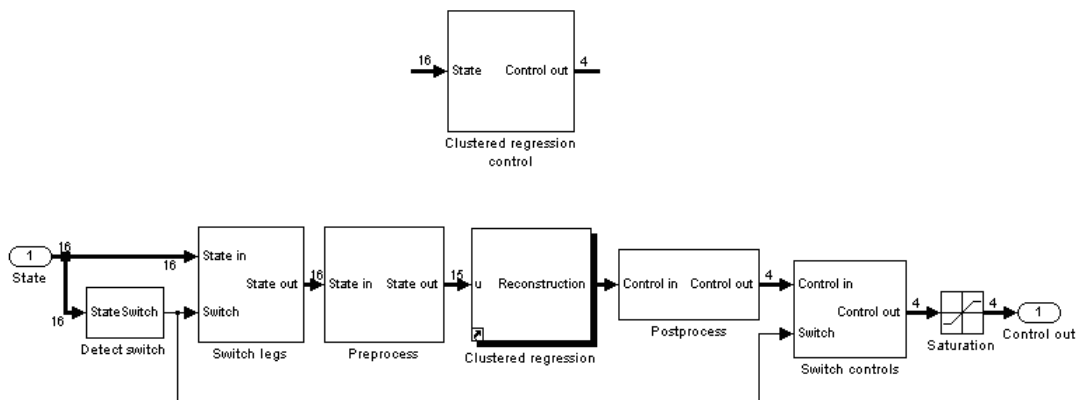 16
State
Control out
4
Clustered regression
control
1
State
16
16
16
StateSwitch
Detect switch
State in
State out
Switch
Switch legs
16
State in
State out
Preprocess
15
u
Reconstruction
Clustered regression
Control in
Control out
Postprocess
4
Control in
Control out
Switch
Switch controls
4
Saturation
4
1
Control out